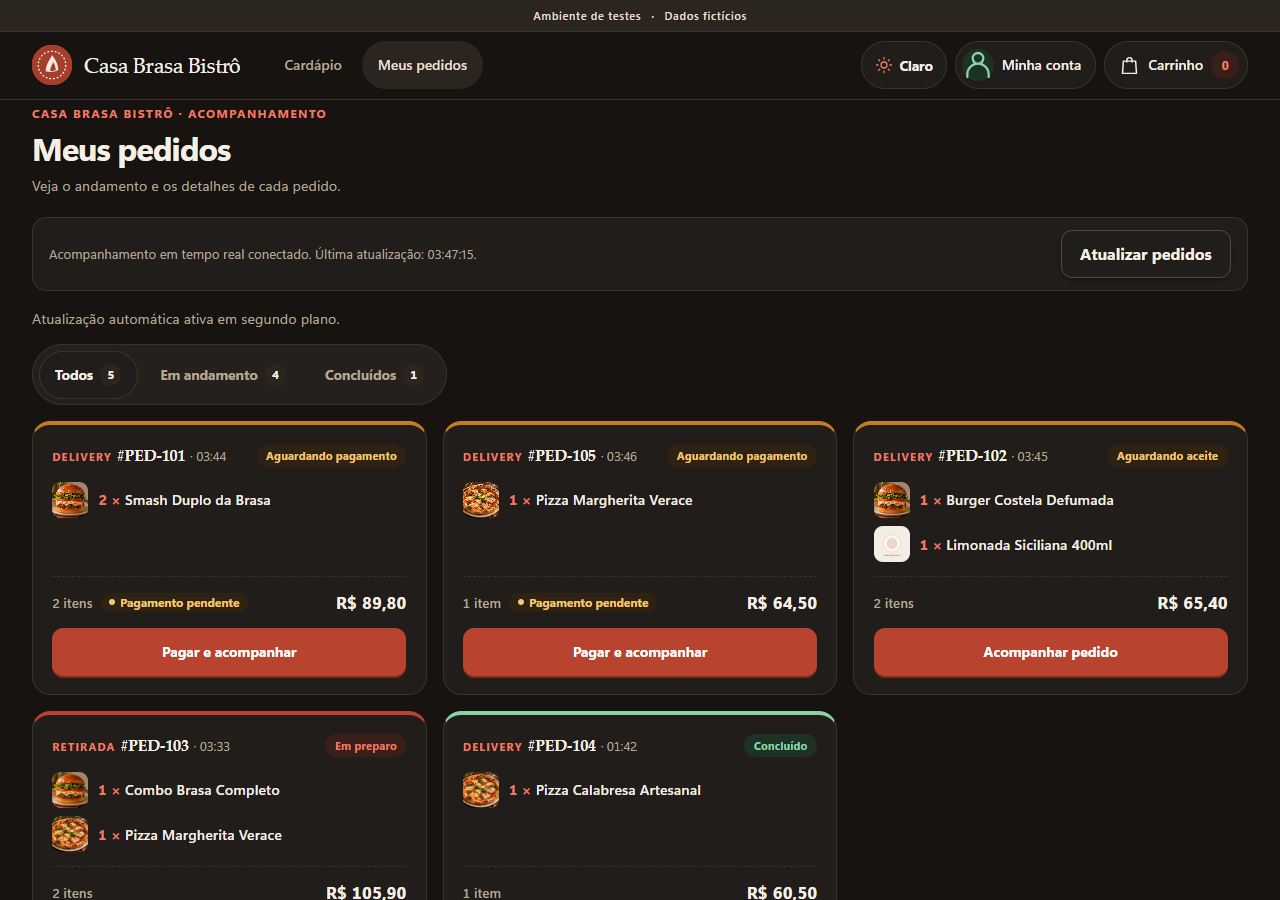 Ambiente de testes · Dados fictícios
Casa Brasa Bistrô Cardápio Meus pedidos Claro Minha conta Carrinho 0
CASA BRASA BISTRÔ · ACOMPANHAMENTO
Meus pedidos
Veja o andamento e os detalhes de cada pedido.
Acompanhamento em tempo real conectado. Última atualização: 03:47:15.
Atualizar pedidos
Atualização automática ativa em segundo plano.
Todos 5 Em andamento 4 Concluídos 1
DELIVERY #PED-101 · 03:44 Aguardando pagamento
2 × Smash Duplo da Brasa
2 itens • Pagamento pendente R$ 89,80
Pagar e acompanhar
DELIVERY #PED-105 · 03:46 Aguardando pagamento
1 × Pizza Margherita Verace
1 item • Pagamento pendente R$ 64,50
Pagar e acompanhar
DELIVERY #PED-102 · 03:45 Aguardando aceite
1 × Burger Costela Defumada
1 × Limonada Siciliana 400ml
2 itens R$ 65,40
Acompanhar pedido
RETIRADA #PED-103 · 03:33 Em preparo
1 × Combo Brasa Completo
1 × Pizza Margherita Verace
2 itens R$ 105,90
DELIVERY #PED-104 · 01:42 Concluído
1 × Pizza Calabresa Artesanal
1 item R$ 60,50